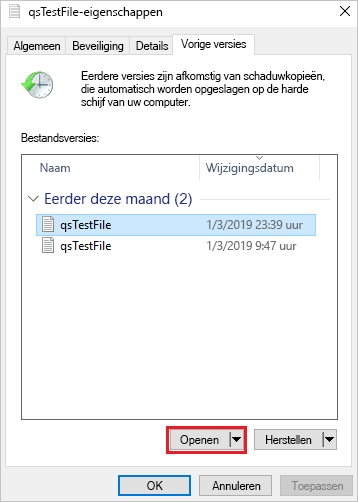 qsTestFile-eigenschappen
Algemeen Beveiliging Details Vorige versies
Eerdere versies zijn afkomstig van schaduwkopieën,
die automatisch worden opgeslagen op de harde
schijf van uw computer.
Bestandsversies:
Naam Wijzigingsdatum
Eerder deze maand (2)
qsTestFile 1/3/2019 23:39 uur
qsTestFile 1/3/2019 9:47 uur
Openen Herstellen
OK Annuleren Toepassen